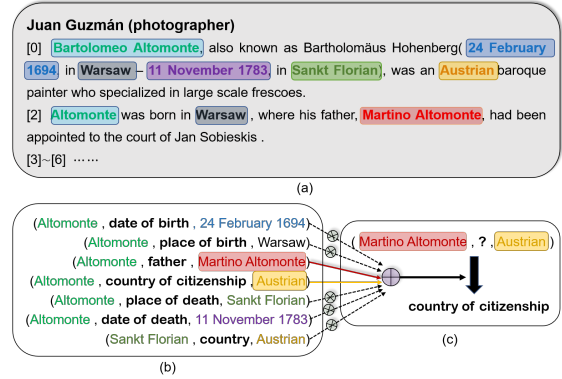 Juan Guzmán (photographer)
[0] Bartolomeo Altomonte, also known as Bartholomäus Hohenberg( 24 February
1694, in Warsaw – 11 November 1783, in Sankt Florian), was an Austrian baroque
painter who specialized in large scale frescoes.
[2] Altomonte was born in Warsaw , where his father, Martino Altomonte, had been
appointed to the court of Jan Sobieskis .
[3]~[6] ⋯⋯
(a)
(Altomonte , date of birth , 24 February 1694)
(Altomonte , place of birth , Warsaw)
(Altomonte , father , Martino Altomonte)
(Altomonte , country of citizenship , Austrian)
(Altomonte , place of death, Sankt Florian)
(Altomonte , date of death, 11 November 1783)
(Sankt Florian , country, Austrian)
(b)
( Martino Altomonte , ? , Austrian )
country of citizenship
(c)